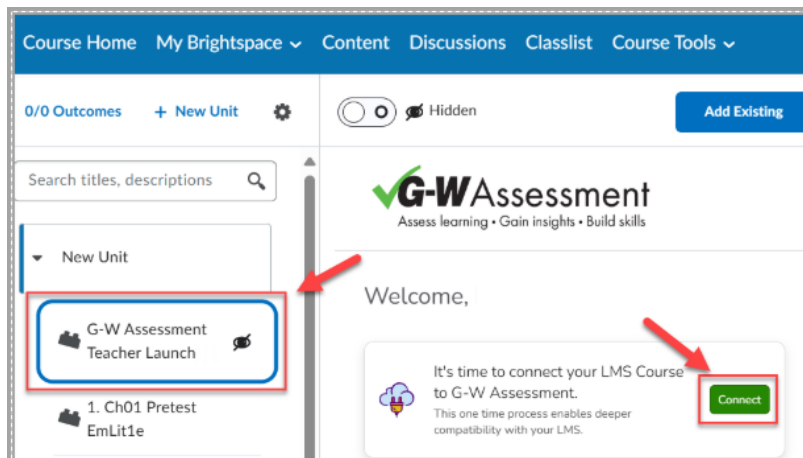 Course Home My Brightspace Content Discussions Classlist Course Tools
0/0 Outcomes + New Unit Hidden Add Existing
Search titles, descriptions
G-W Assessment
Assess learning • Gain insights • Build skills
New Unit
Welcome,
G-W Assessment
Teacher Launch
It's time to connect your LMS Course
to G-W Assessment.
This one time process enables deeper
compatibility with your LMS.
Connect
1. Ch01 Pretest
EmLit1e